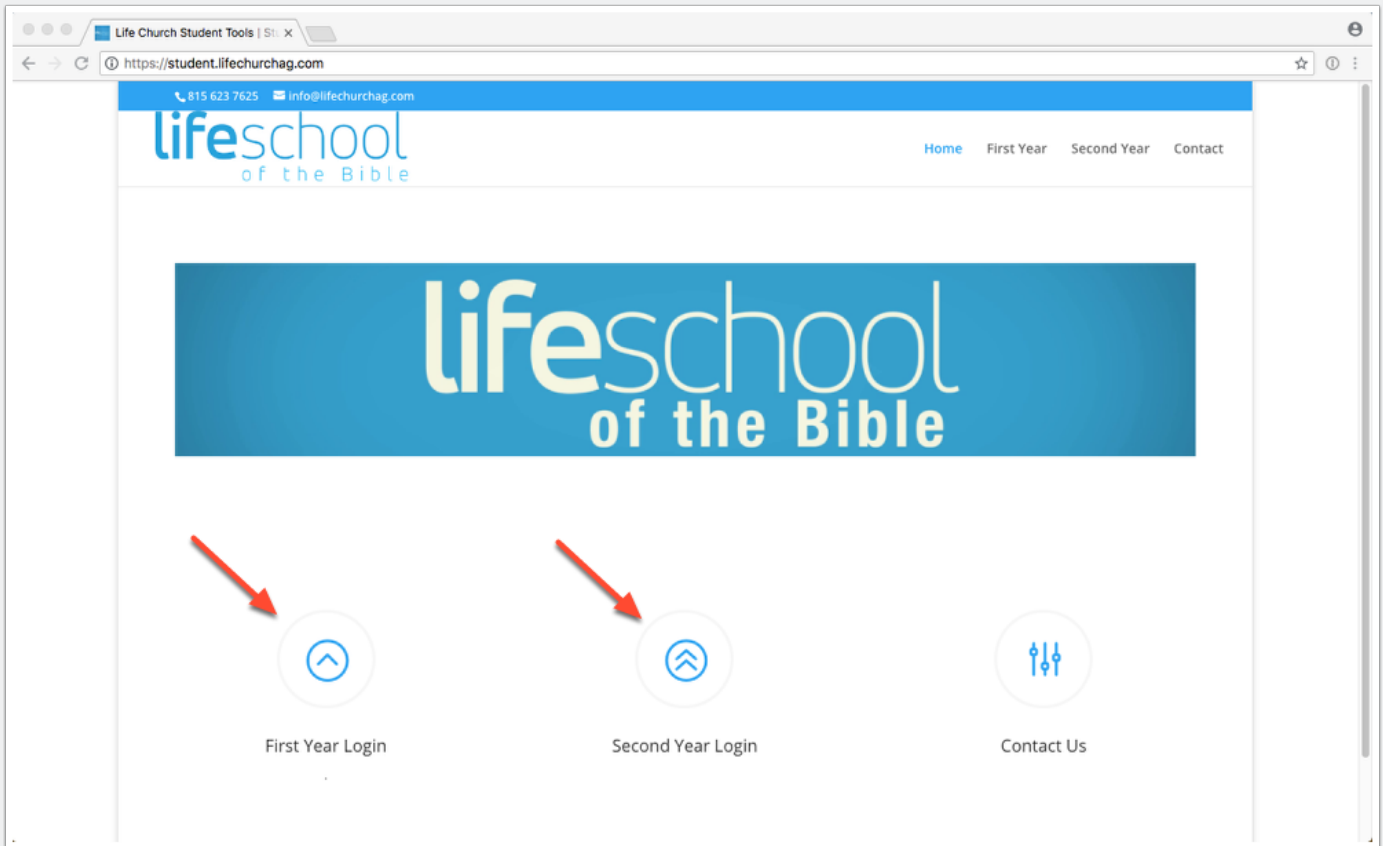 Life Church Student Tools | St
https://student.lifechurchag.com
815 623 7625 info@lifechurchag.com
lifeschool
of the Bible
Home First Year Second Year Contact
lifeschool
of the Bible
First Year Login Second Year Login Contact Us